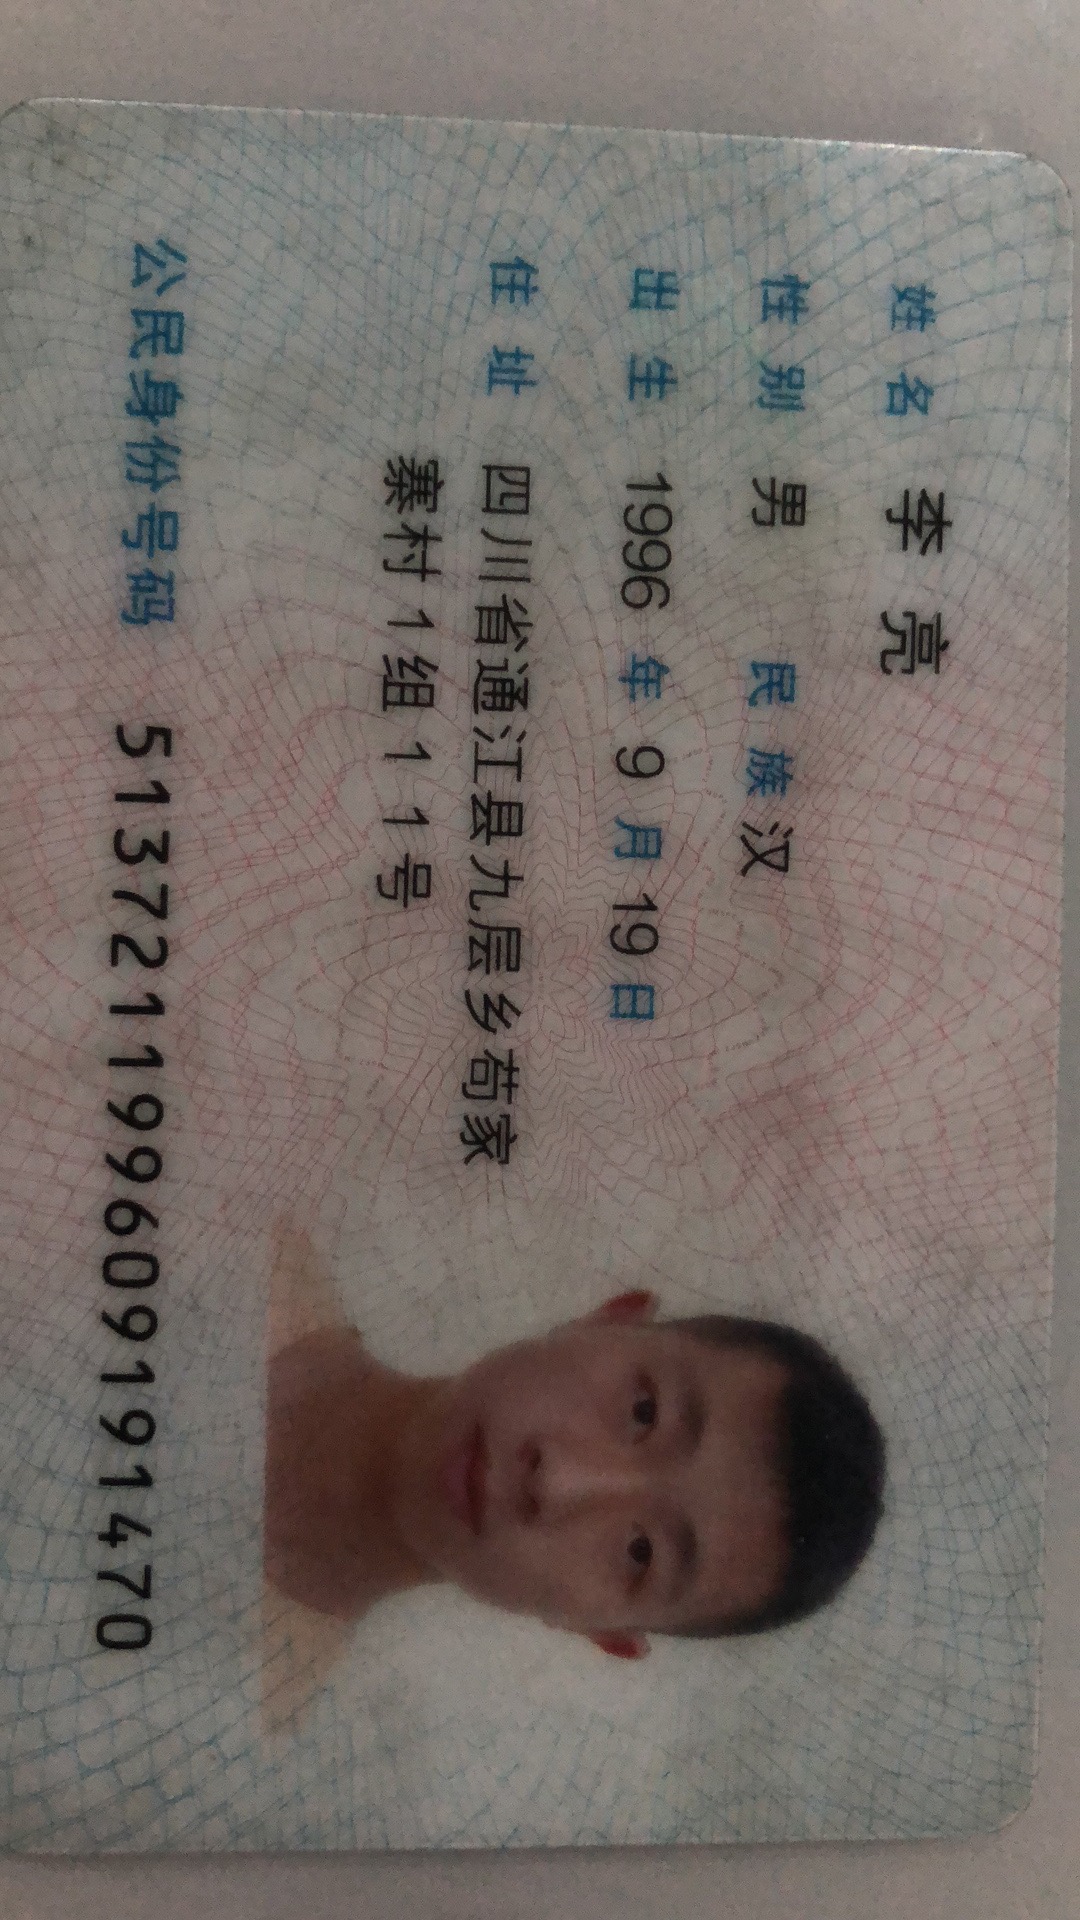 姓名 李亮
性别 男 民族 汉
出生 1996 年 9 月 19 日
住址 四川省通江县九层乡苟家
寨村1组11号
公民身份号码 513721199609191470